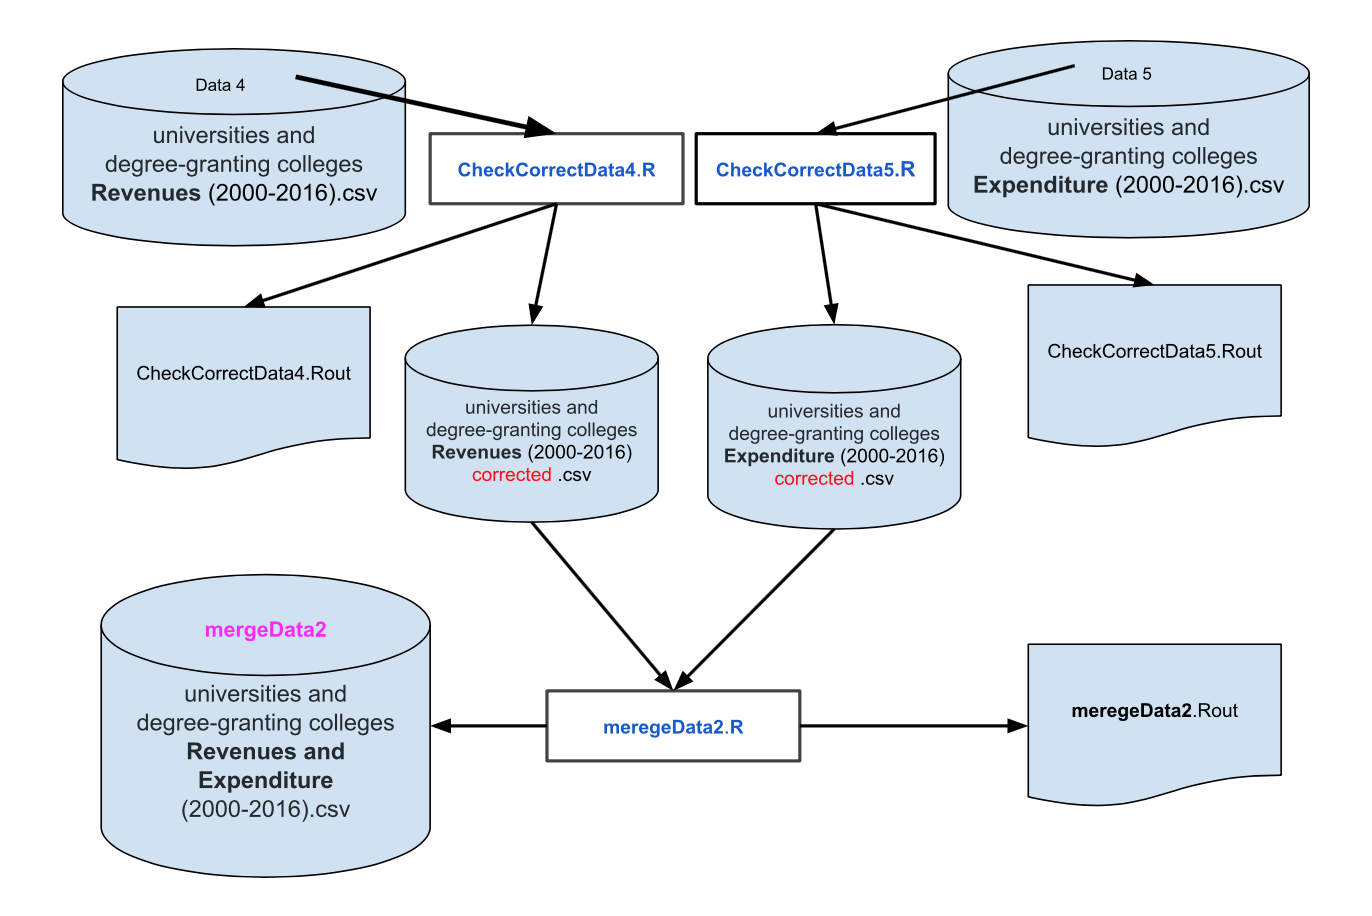 Data 4
universities and
degree-granting colleges
Revenues (2000-2016).csv
CheckCorrectData4.R
CheckCorrectData5.R
Data 5
universities and
degree-granting colleges
Expenditure (2000-2016).csv
CheckCorrectData4.Rout
universities and
degree-granting colleges
Revenues (2000-2016)
corrected .csv
universities and
degree-granting colleges
Expenditure (2000-2016)
corrected .csv
CheckCorrectData5.Rout
mergeData2
universities and
degree-granting colleges
Revenues and
Expenditure
(2000-2016).csv
meregeData2.R
meregeData2.Rout